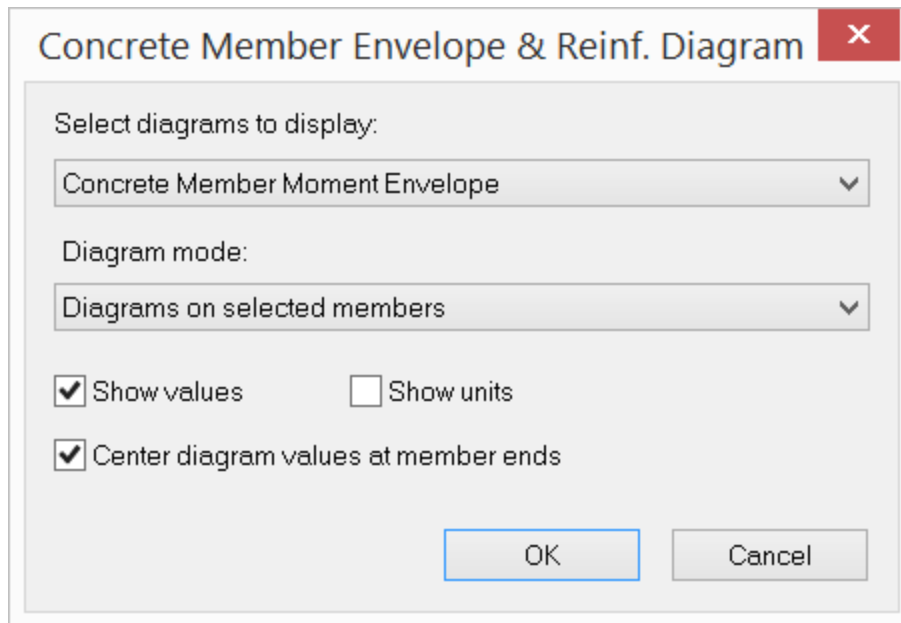 Concrete Member Envelope & Reinf. Diagram
Select diagrams to display:
Concrete Member Moment Envelope
Diagram mode:
Diagrams on selected members
Show values Show units
Center diagram values at member ends
OK Cancel